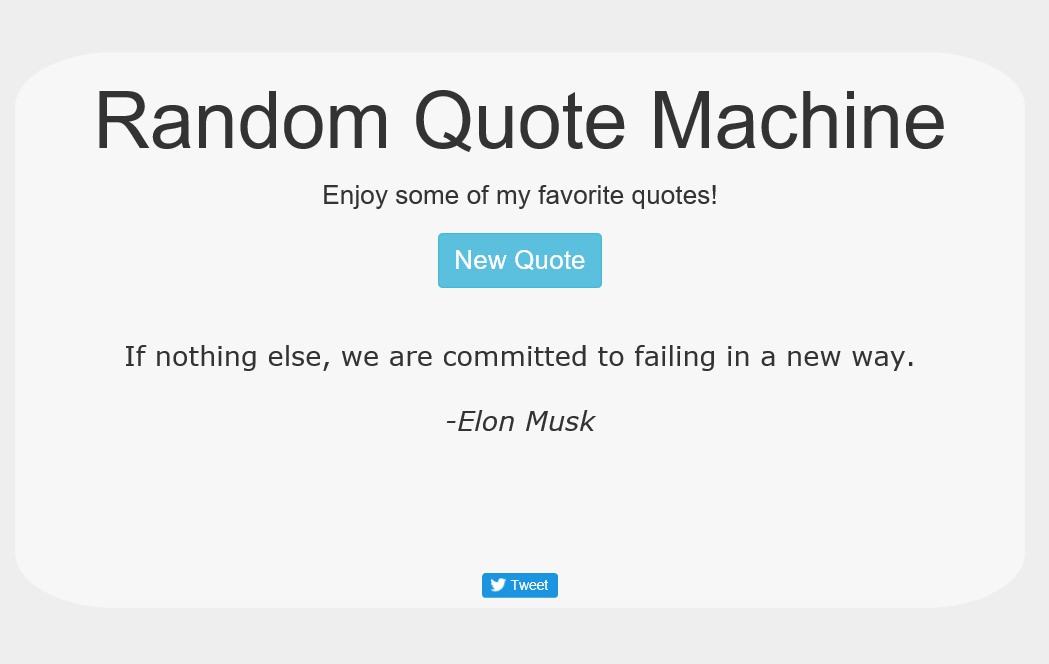 Random Quote Machine
Enjoy some of my favorite quotes!
New Quote
If nothing else, we are committed to failing in a new way.
-Elon Musk
Tweet